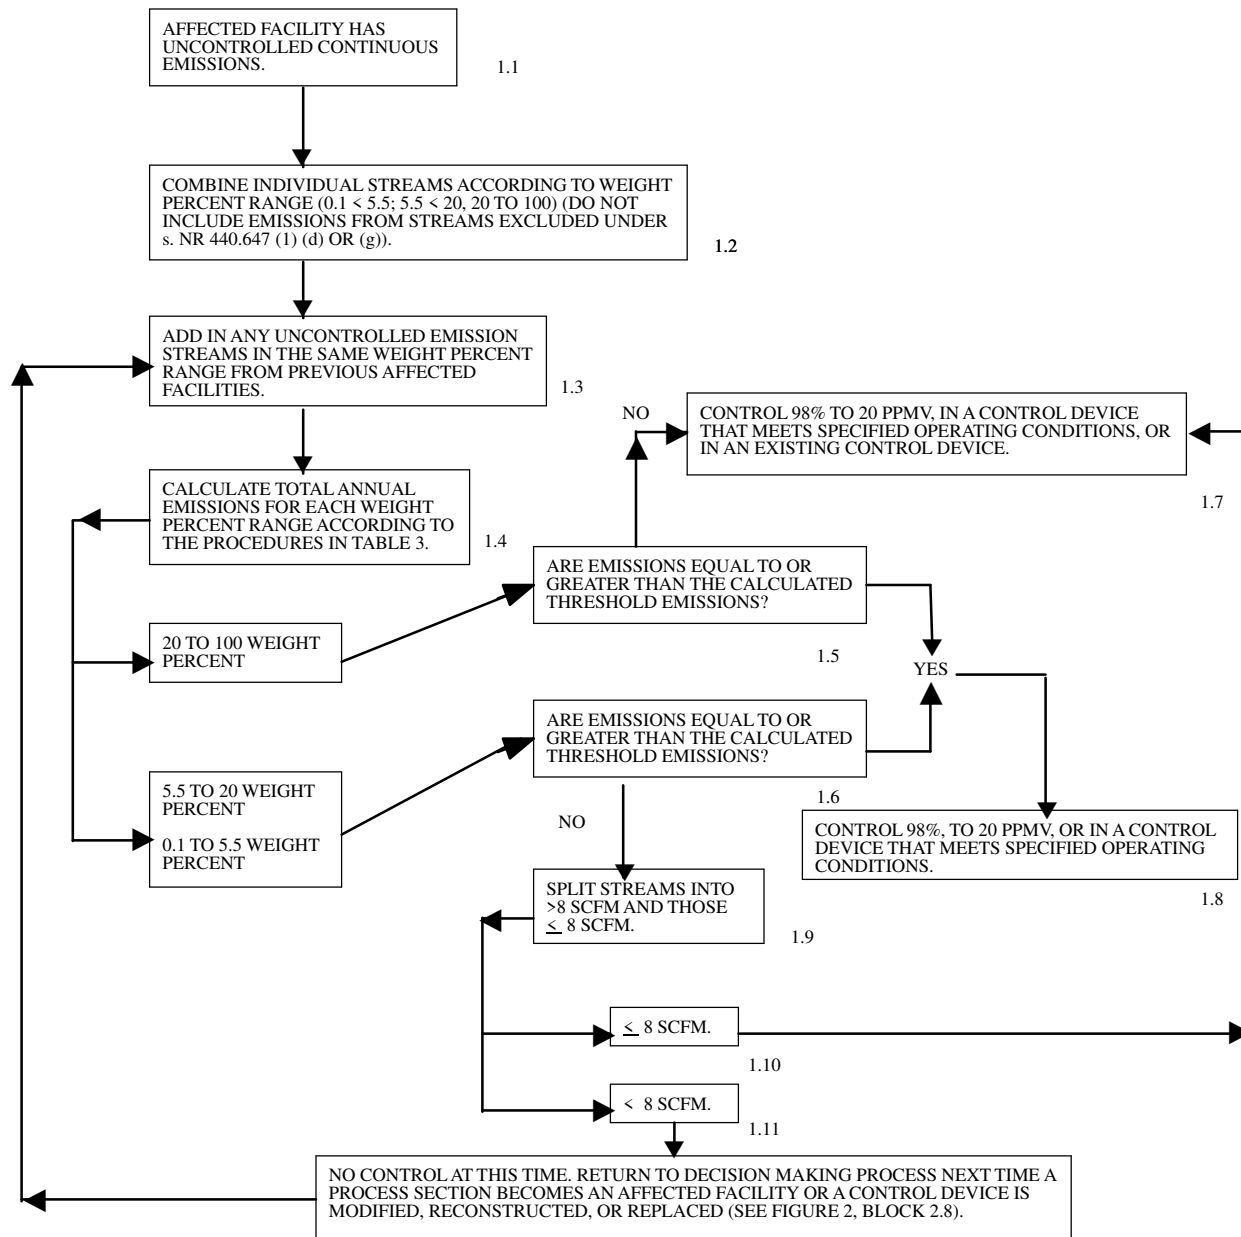 AFFECTED FACILITY HAS
UNCONTROLLED CONTINUOUS
EMISSIONS.
1.1
COMBINE INDIVIDUAL STREAMS ACCORDING TO WEIGHT
PERCENT RANGE (0.1 < 5.5; 5.5 < 20, 20 TO 100) (DO NOT
INCLUDE EMISSIONS FROM STREAMS EXCLUDED UNDER
s. NR 440.647 (1) (d) OR (g)).
1.2
ADD IN ANY UNCONTROLLED EMISSION
STREAMS IN THE SAME WEIGHT PERCENT
RANGE FROM PREVIOUS AFFECTED
FACILITIES.
1.3
NO
CONTROL 98% TO 20 PPMV, IN A CONTROL DEVICE
THAT MEETS SPECIFIED OPERATING CONDITIONS, OR
IN AN EXISTING CONTROL DEVICE.
1.7
CALCULATE TOTAL ANNUAL
EMISSIONS FOR EACH WEIGHT
PERCENT RANGE ACCORDING TO
THE PROCEDURES IN TABLE 3.
1.4
ARE EMISSIONS EQUAL TO OR
GREATER THAN THE CALCULATED
THRESHOLD EMISSIONS?
1.5
20 TO 100 WEIGHT
PERCENT
YES
ARE EMISSIONS EQUAL TO OR
GREATER THAN THE CALCULATED
THRESHOLD EMISSIONS?
1.6
5.5 TO 20 WEIGHT
PERCENT
0.1 TO 5.5 WEIGHT
PERCENT
NO
CONTROL 98%, TO 20 PPMV, OR IN A CONTROL
DEVICE THAT MEETS SPECIFIED OPERATING
CONDITIONS.
1.8
SPLIT STREAMS INTO
>8 SCFM AND THOSE
≤ 8 SCFM.
1.9
≤ 8 SCFM.
1.10
< 8 SCFM.
1.11
NO CONTROL AT THIS TIME. RETURN TO DECISION MAKING PROCESS NEXT TIME A
PROCESS SECTION BECOMES AN AFFECTED FACILITY OR A CONTROL DEVICE IS
MODIFIED, RECONSTRUCTED, OR REPLACED (SEE FIGURE 2, BLOCK 2.8).